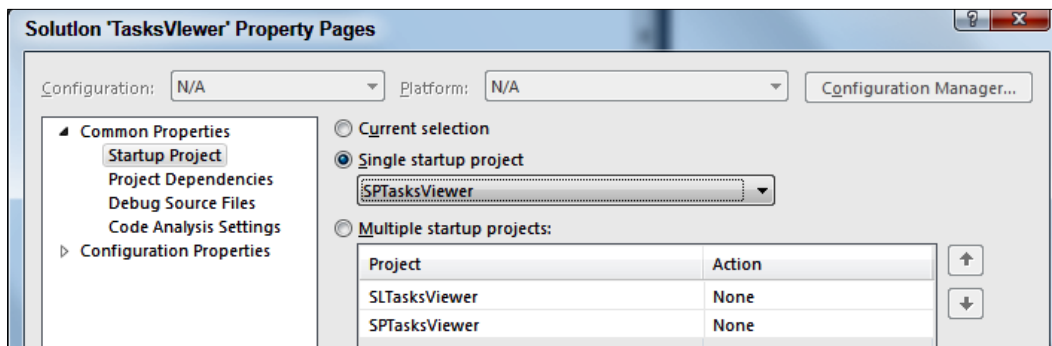 Solution 'TasksVIewer' Property Pages
Configuration: N/A Platform: N/A Configuration Manager...
Common Properties
Startup Project
Project Dependencies
Debug Source Files
Code Analysis Settings
Configuration Properties
Current selection
Single startup project
SPTasksViewer
Multiple startup projects:
Project Action
SLTasksViewer None
SPTasksViewer None